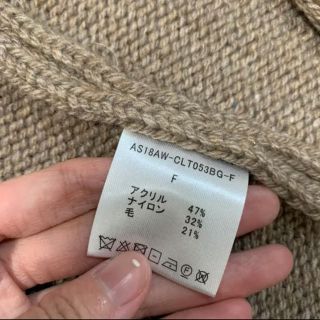 AS18AW-CLT053BG-F
F
アクリル 47%
ナイロン 32%
毛 21%